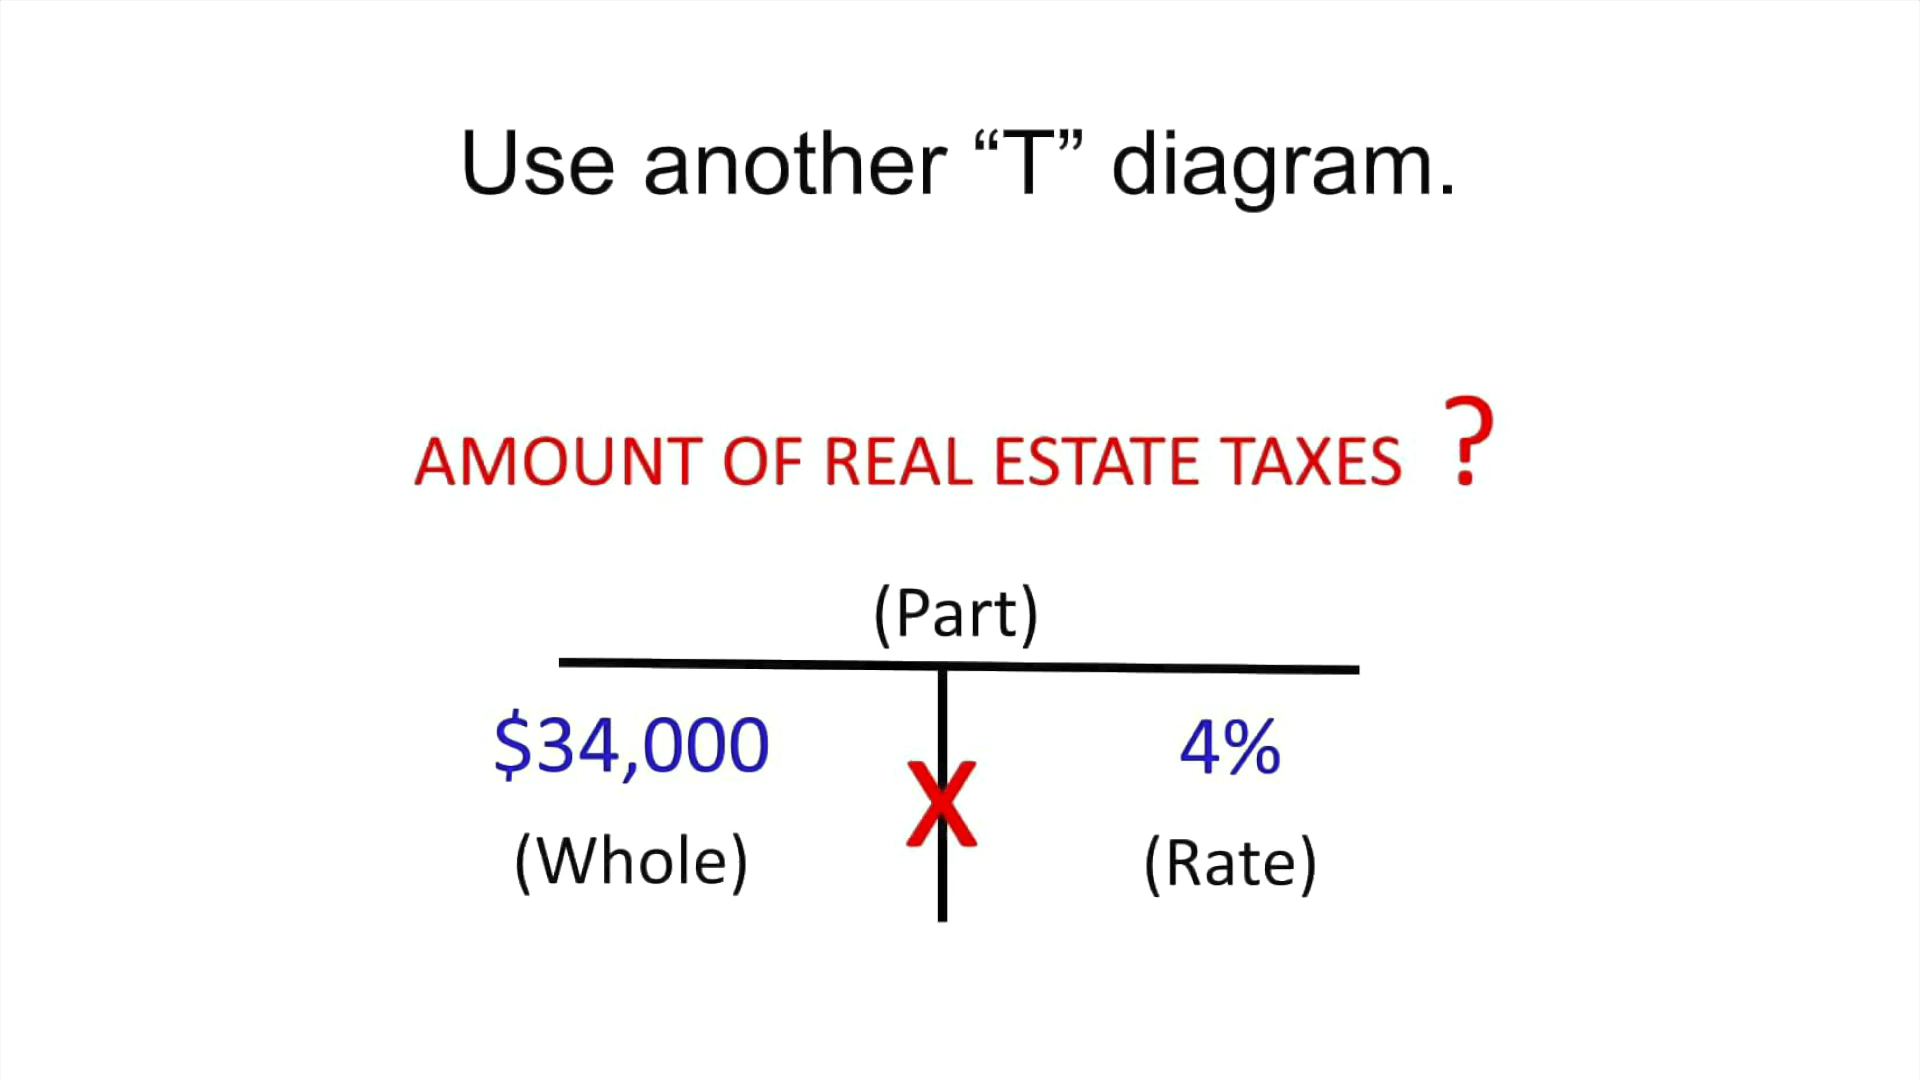 Use another “T” diagram.
AMOUNT OF REAL ESTATE TAXES ?
(Part)
$34,000 X 4%
(Whole) (Rate)